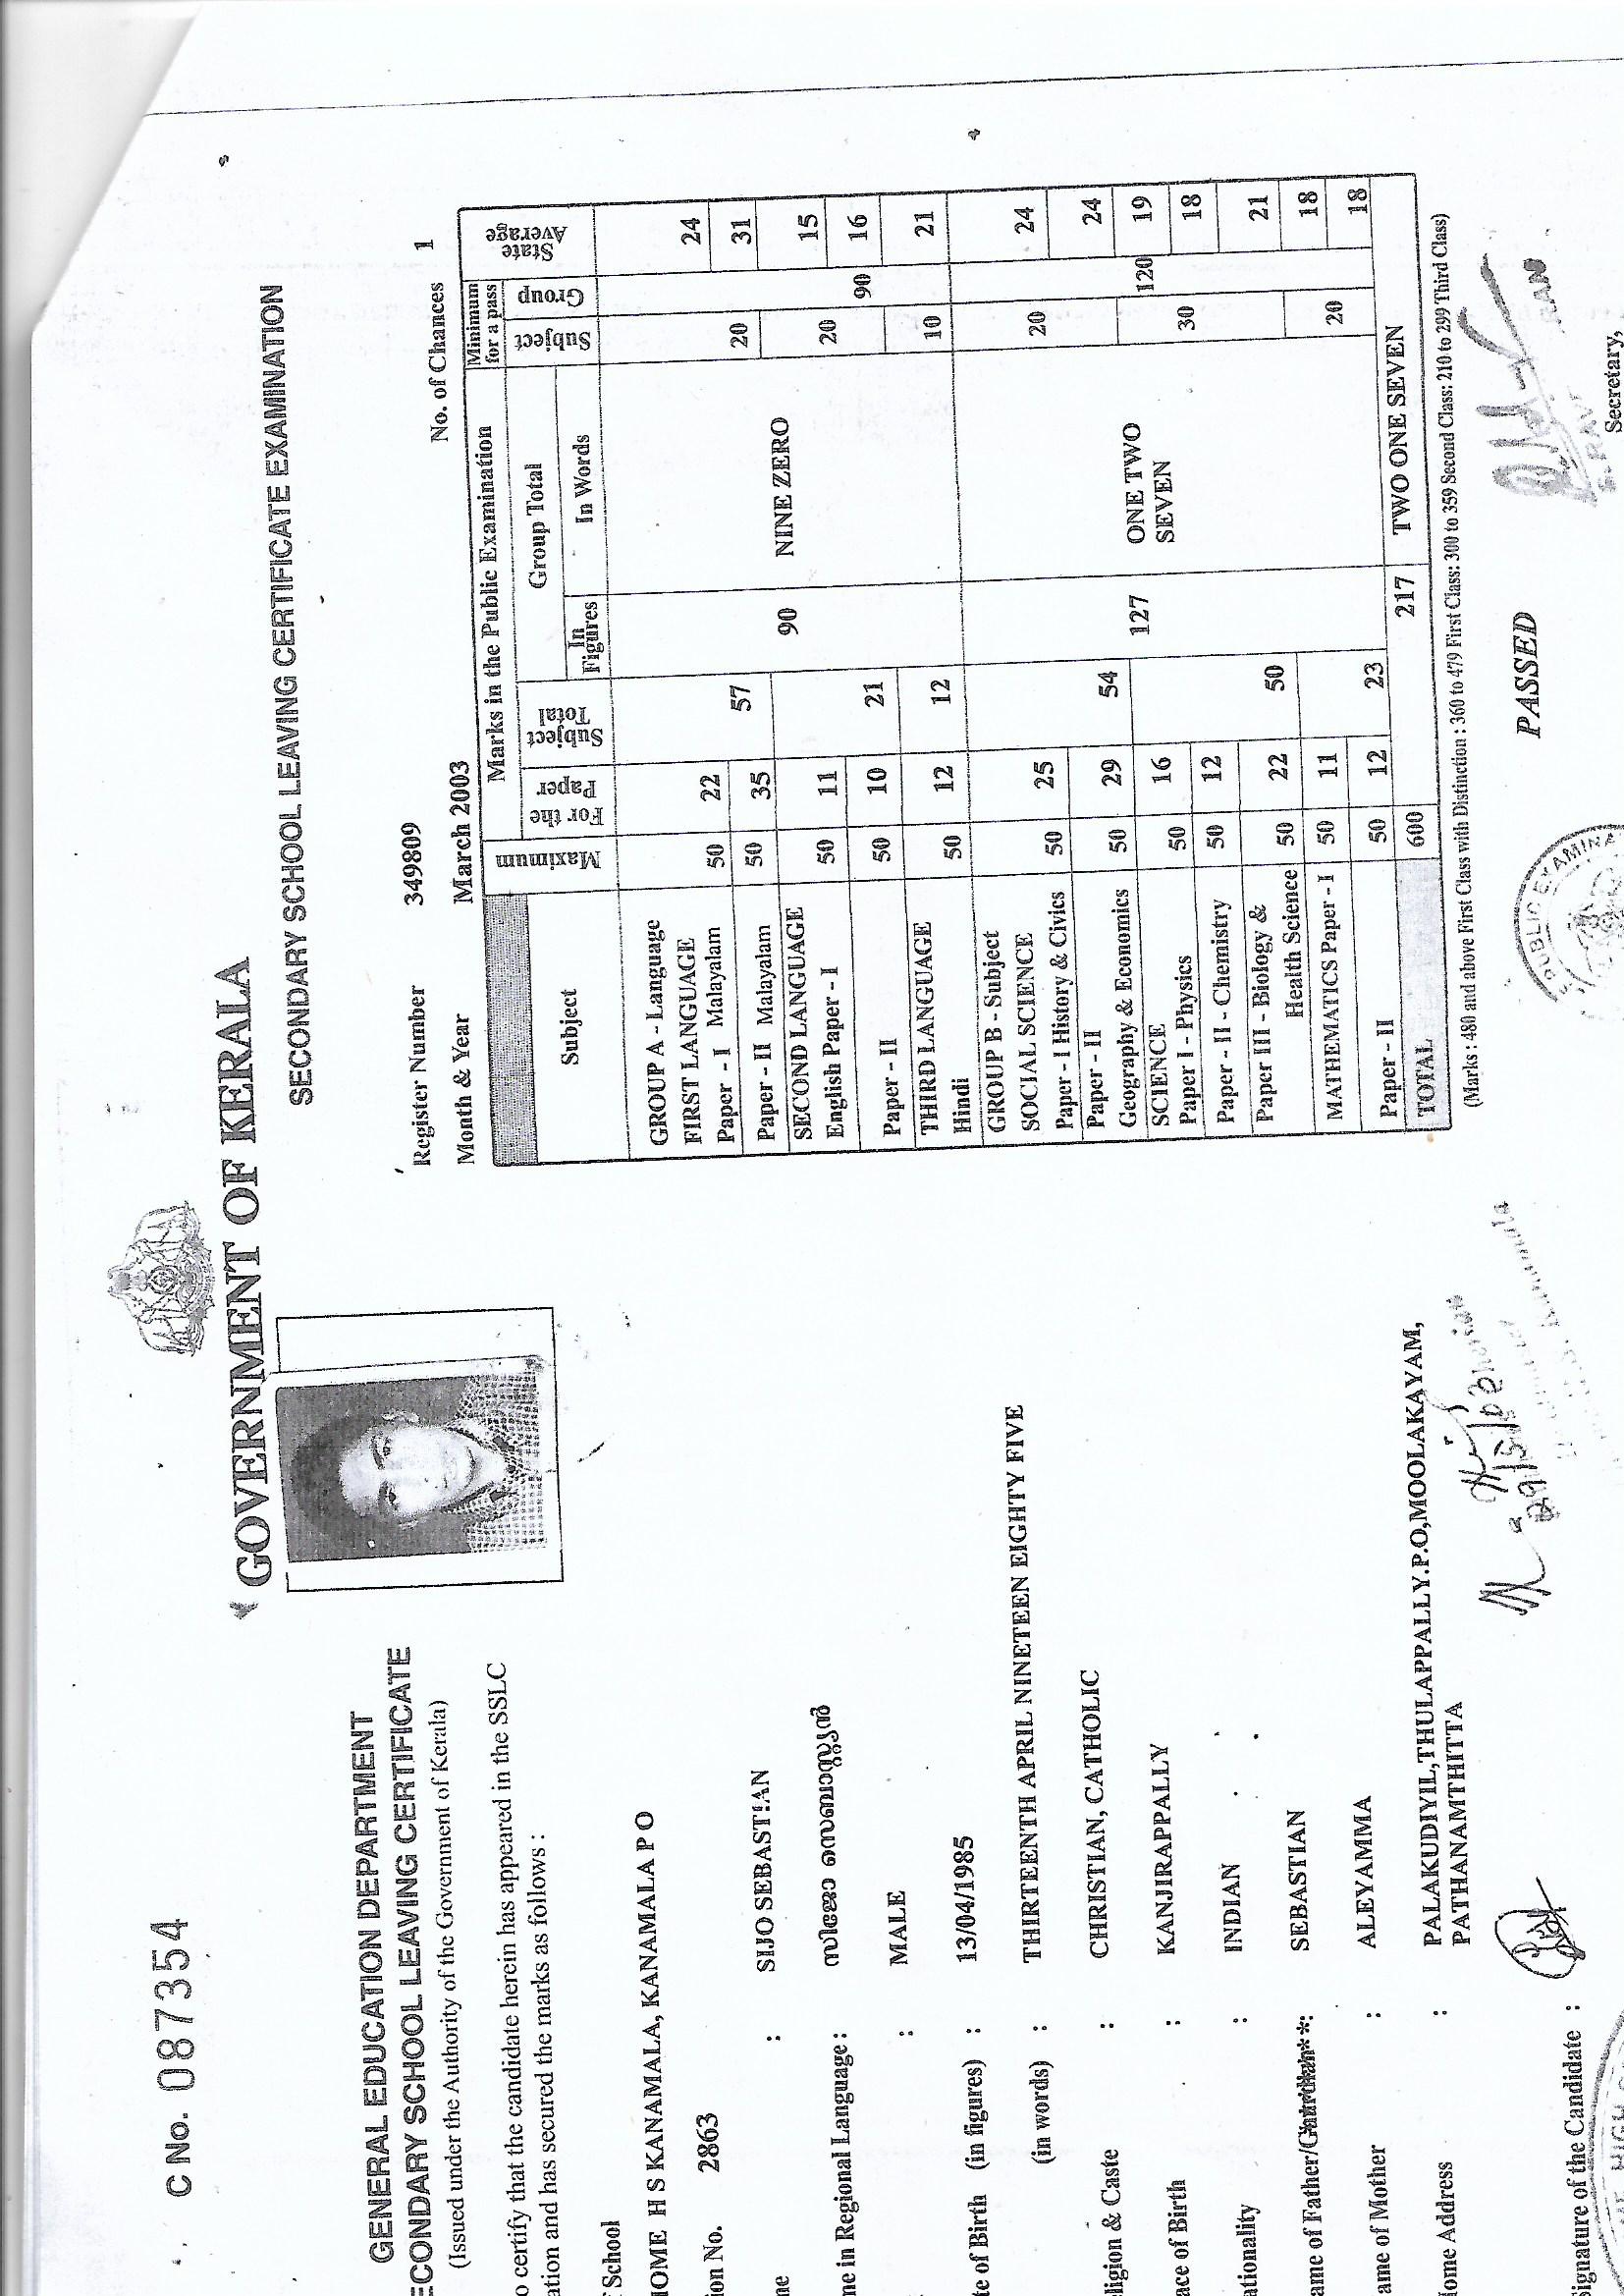 C No. 087354
GOVERNMENT OF KERALA
GENERAL EDUCATION DEPARTMENT
ECONDARY SCHOOL LEAVING CERTIFICATE
(Issued under the Authority of the Government of Kerala)
o certify that the candidate herein has appeared in the SSLC
ation and has secured the marks as follows :
f School
HOME H S KANAMALA, KANAMALA P O
ion No. 2863
me : SIJO SEBASTIAN
me in Regional Language : സിജോ സെബാസ്റ്റ്യൻ
: MALE
te of Birth (in figures) : 13/04/1985
(in words) : THIRTEENTH APRIL NINETEEN EIGHTY FIVE
ligion & Caste : CHRISTIAN, CATHOLIC
ace of Birth : KANJIRAPPALLY
ationality : INDIAN
ame of Father/Guardian**: SEBASTIAN
ame of Mother : ALEYAMMA
Home Address : PALAKUDIYIL,THULAPPALLY.P.O,MOOLAKAYAM,
PATHANAMTHITTA
Signature of the Candidate :
SECONDARY SCHOOL LEAVING CERTIFICATE EXAMINATION
Register Number 349809 No. of Chances 1
Month & Year March 2003
Subject Maximum Marks in the Public Examination Minimum for a pass State Average
For the Paper Subject Total Group Total Subject Group
In Figures In Words
GROUP A - Language
FIRST LANGUAGE
Paper - I Malayalam 50 22 24
Paper - II Malayalam 50 35 57 20 31
SECOND LANGUAGE
English Paper - I 50 11 90 NINE ZERO 20 15
Paper - II 50 10 21 90 16
THIRD LANGUAGE
Hindi 50 12 12 10 21
GROUP B - Subject
SOCIAL SCIENCE
Paper - I History & Civics 50 25 20 24
Paper - II
Geography & Economics 50 29 54 24
SCIENCE
Paper I - Physics 50 16 127 ONE TWO SEVEN 30 120 19
Paper - II - Chemistry 50 12 18
Paper III - Biology &
Health Science 50 22 50 21
MATHEMATICS Paper - I 50 11 20 18
Paper - II 50 12 23 18
TOTAL 600 217 TWO ONE SEVEN
(Marks : 480 and above First Class with Distinction : 360 to 479 First Class: 300 to 359 Second Class: 210 to 299 Third Class)
PASSED
PUBLIC EXAMINA
Secretary,